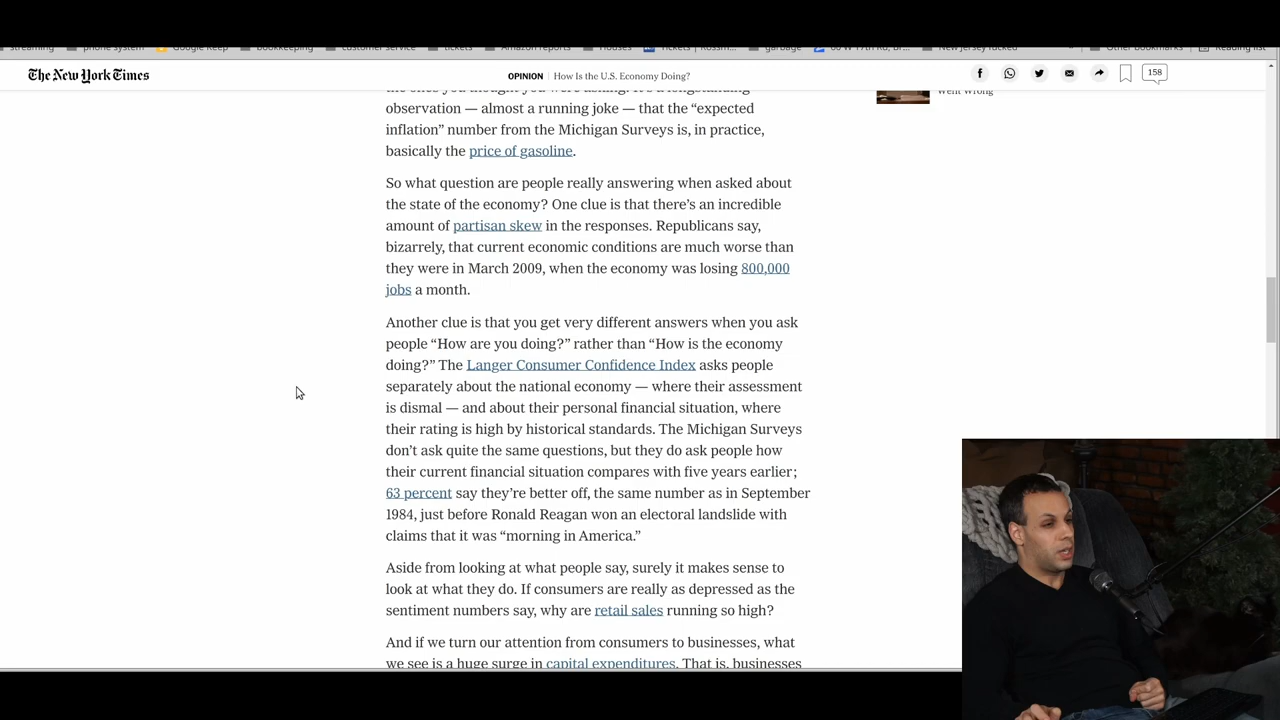 streaming phone system Google Keep bookkeeping customer service tickets Amazon reports Houses Tickets | Rossm... garbage New Jersey fucked » Other bookmarks Reading list
The New York Times
OPINION | How Is the U.S. Economy Doing?
158
the ones you thought you were asking. It's a longstanding
observation — almost a running joke — that the “expected
inflation” number from the Michigan Surveys is, in practice,
basically the price of gasoline.
Went Wrong
So what question are people really answering when asked about
the state of the economy? One clue is that there’s an incredible
amount of partisan skew in the responses. Republicans say,
bizarrely, that current economic conditions are much worse than
they were in March 2009, when the economy was losing 800,000
jobs a month.
Another clue is that you get very different answers when you ask
people “How are you doing?” rather than “How is the economy
doing?” The Langer Consumer Confidence Index asks people
separately about the national economy — where their assessment
is dismal — and about their personal financial situation, where
their rating is high by historical standards. The Michigan Surveys
don’t ask quite the same questions, but they do ask people how
their current financial situation compares with five years earlier;
63 percent say they’re better off, the same number as in September
1984, just before Ronald Reagan won an electoral landslide with
claims that it was “morning in America.”
Aside from looking at what people say, surely it makes sense to
look at what they do. If consumers are really as depressed as the
sentiment numbers say, why are retail sales running so high?
And if we turn our attention from consumers to businesses, what
we see is a huge surge in capital expenditures. That is, businesses